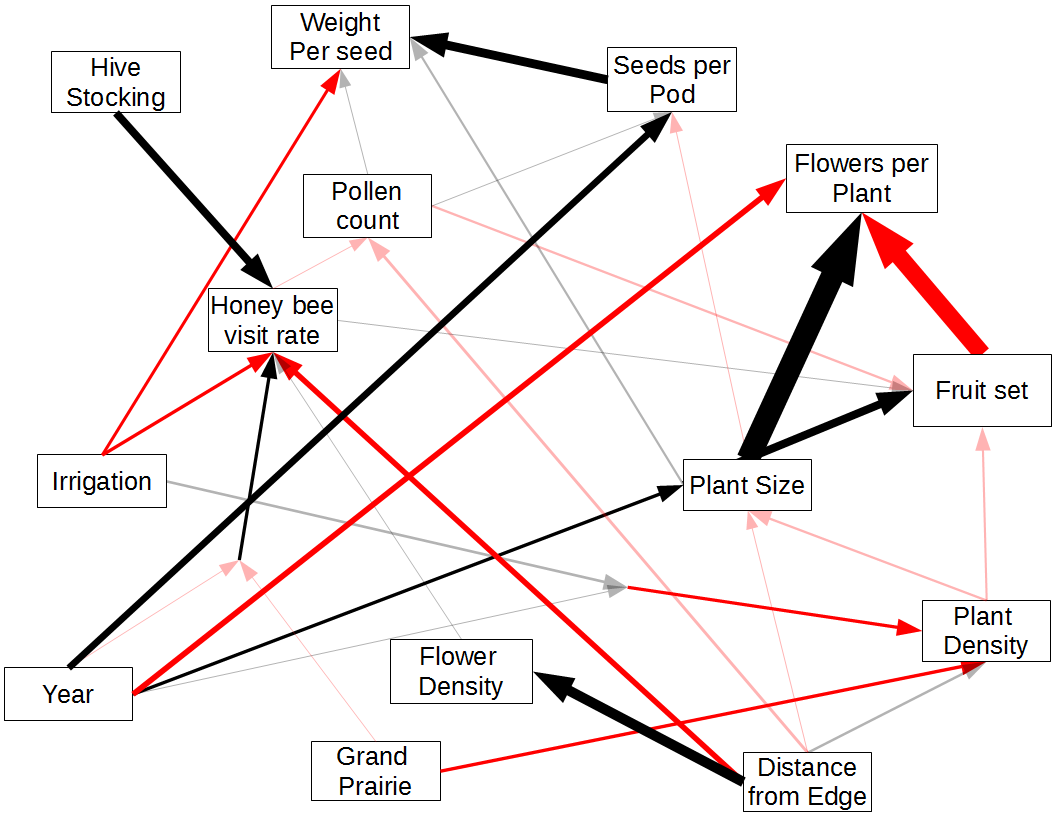 Weight
Per seed
Hive
Stocking
Seeds per
Pod
Flowers per
Plant
Pollen
count
Honey bee
visit rate
Fruit set
Irrigation
Plant Size
Plant
Density
Flower
Density
Year
Grand
Prairie
Distance
from Edge